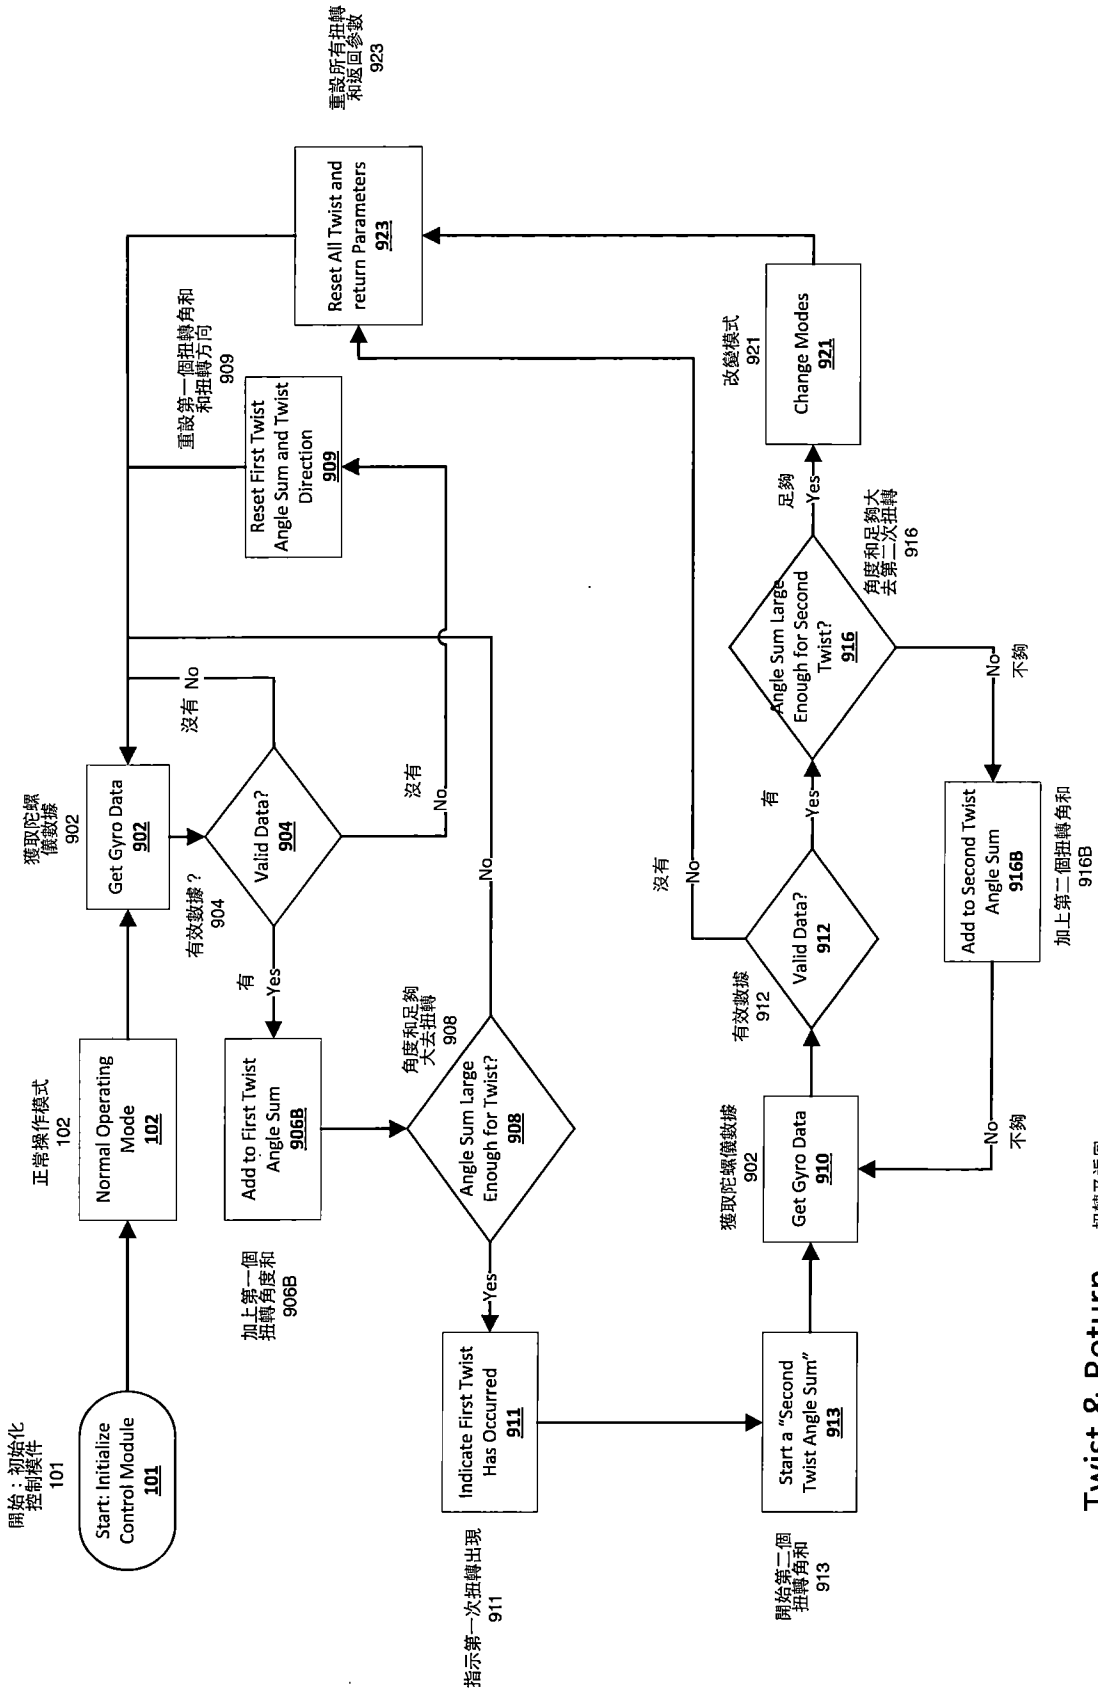 開始：初始化
控制模件
101
Start: Initialize
Control Module
101
正常操作模式
102
Normal Operating
Mode
102
獲取陀螺
儀數據
902
Get Gyro Data
902
有效數據？
904
Valid Data?
904
沒有 No
有
Yes
沒有
No
重設第一個扭轉角和
和扭轉方向
909
Reset First Twist
Angle Sum and Twist
Direction
909
重設所有扭轉
和返回參數
923
Reset All Twist and
return Parameters
923
加上第一個
扭轉角度和
906B
Add to First Twist
Angle Sum
906B
角度和足夠
大去扭轉
908
Angle Sum Large
Enough for Twist?
908
No
Yes
指示第一次扭轉出現
911
Indicate First Twist
Has Occurred
911
開始第二個
扭轉角和
913
Start a “Second
Twist Angle Sum”
913
獲取陀螺儀數據
902
Get Gyro Data
910
有效數據
912
Valid Data?
912
沒有
No
有
Yes
角度和足夠大
去第二次扭轉
916
Angle Sum Large
Enough for Second
Twist?
916
足夠
Yes
改變模式
921
Change Modes
921
No
不夠
Add to Second Twist
Angle Sum
916B
加上第二個扭轉角和
916B
No
不夠
Twist & Return